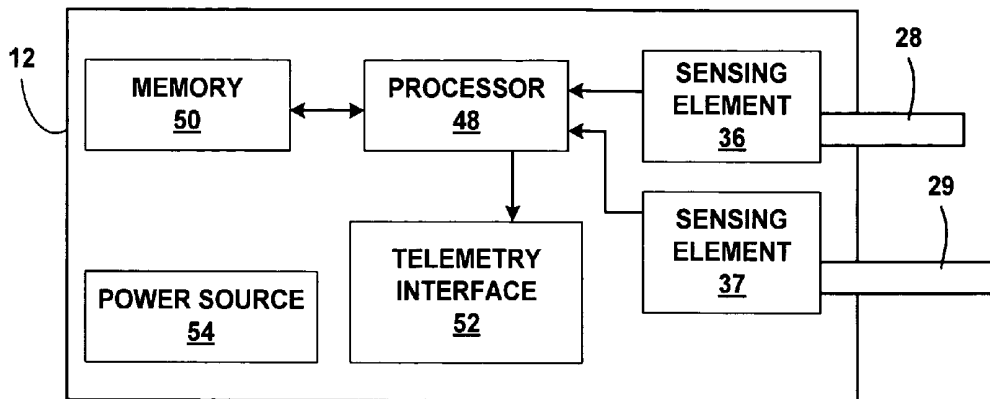 12
MEMORY
50
PROCESSOR
48
SENSING
ELEMENT
36
28
SENSING
ELEMENT
37
29
TELEMETRY
INTERFACE
52
POWER SOURCE
54